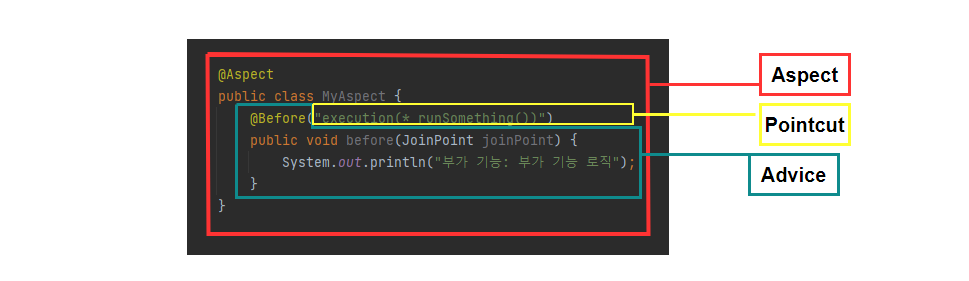 @Aspect
public class MyAspect {
@Before("execution(* runSomething())")
public void before(JoinPoint joinPoint) {
System.out.println("부가 기능: 부가 기능 로직");
}
}
Aspect
Pointcut
Advice